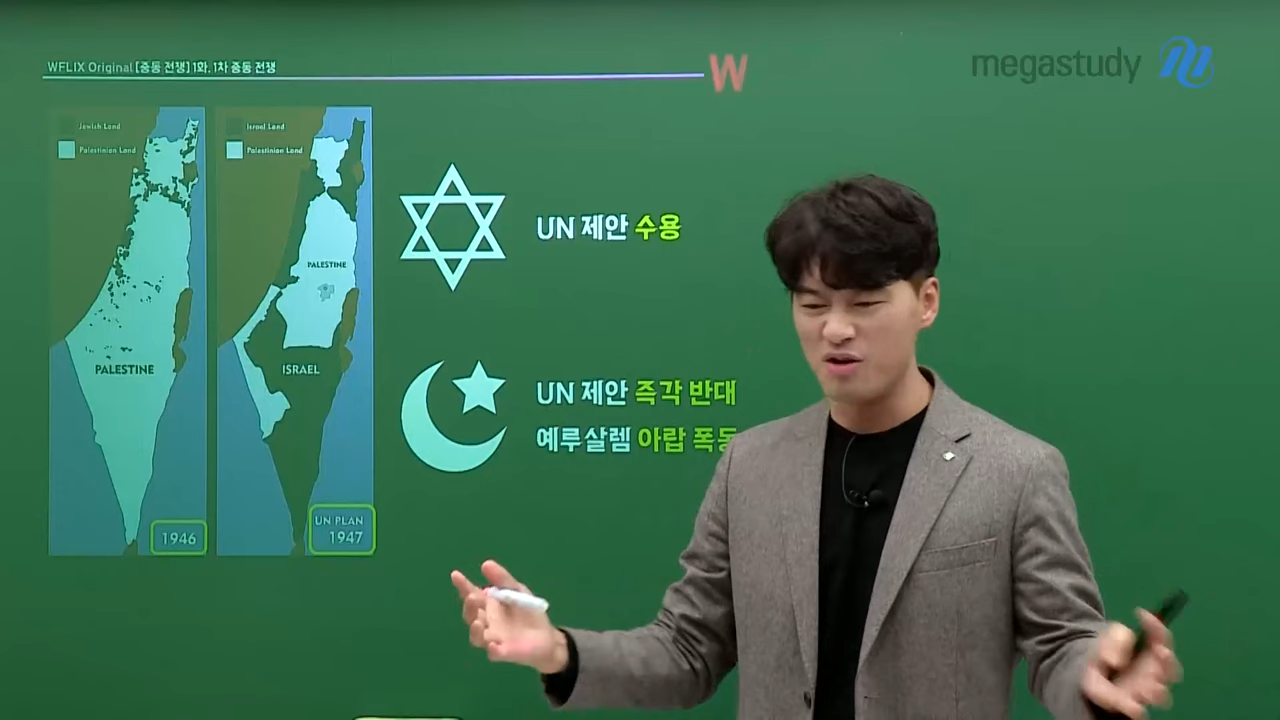 WFLIX Original [중동 전쟁] 1화. 1차 중동 전쟁
W
megastudy
Jewish Land
Palestinian Land
PALESTINE
1946
Israel Land
Palestinian Land
PALESTINE
ISRAEL
UN PLAN
1947
UN 제안 수용
UN 제안 즉각 반대
예루살렘 아랍